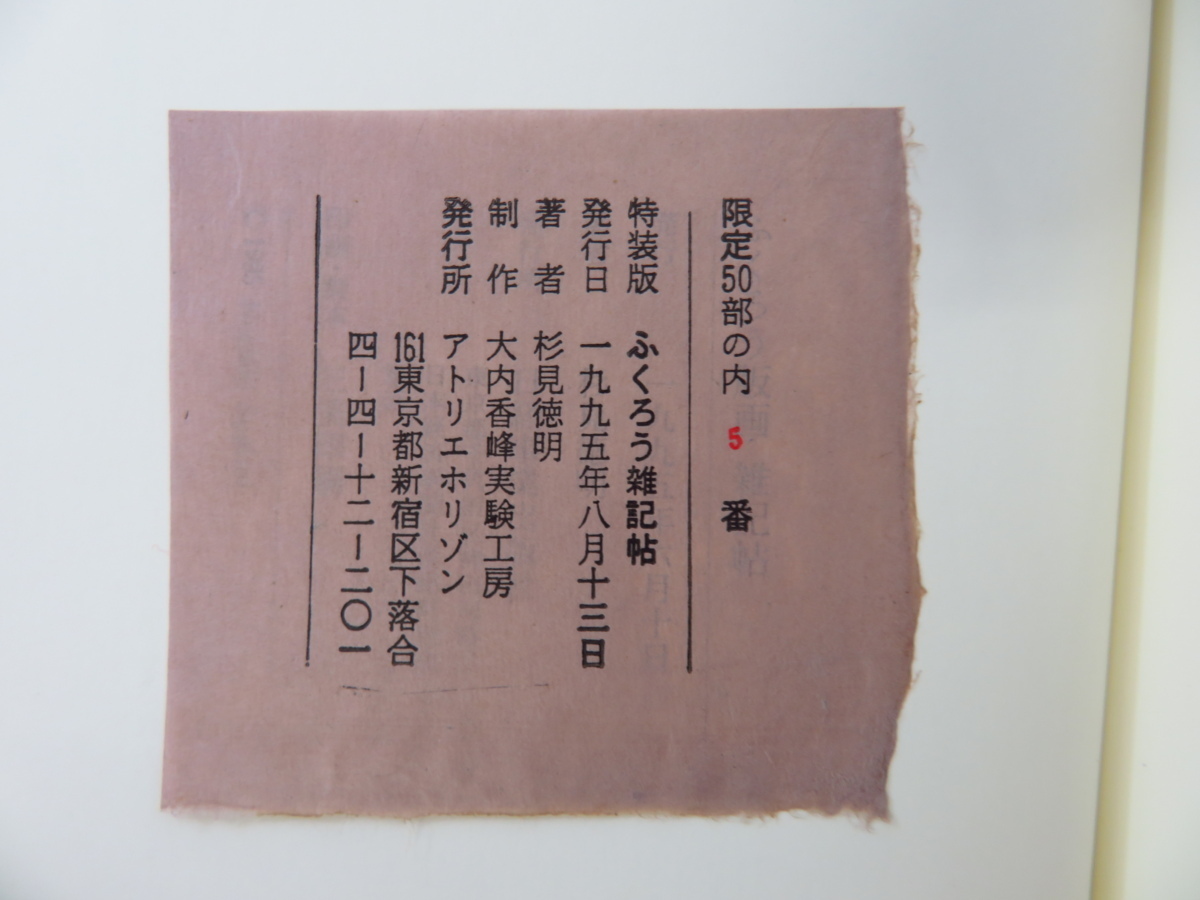 限定50部の内 5 番
特装版 ふくろう雑記帖
発行日 一九九五年八月十三日
著者 杉見徳明
制作 大内香峰実験工房
発行所 アトリエホリゾン
161東京都新宿区下落合
四ー四ー十二ー二〇一